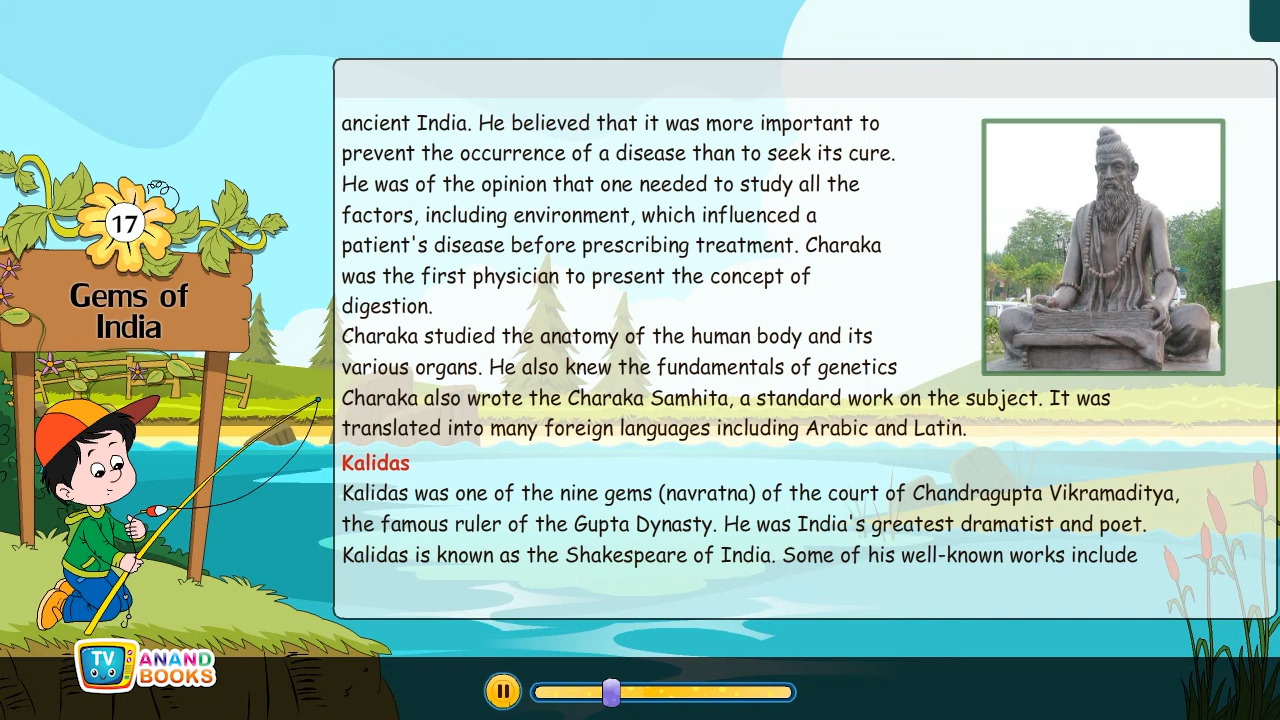 17
Gems of
India
ancient India. He believed that it was more important to
prevent the occurrence of a disease than to seek its cure.
He was of the opinion that one needed to study all the
factors, including environment, which influenced a
patient's disease before prescribing treatment. Charaka
was the first physician to present the concept of
digestion.
Charaka studied the anatomy of the human body and its
various organs. He also knew the fundamentals of genetics
Charaka also wrote the Charaka Samhita, a standard work on the subject. It was
translated into many foreign languages including Arabic and Latin.
Kalidas
Kalidas was one of the nine gems (navratna) of the court of Chandragupta Vikramaditya,
the famous ruler of the Gupta Dynasty. He was India's greatest dramatist and poet.
Kalidas is known as the Shakespeare of India. Some of his well-known works include
TV
ANAND
BOOKS